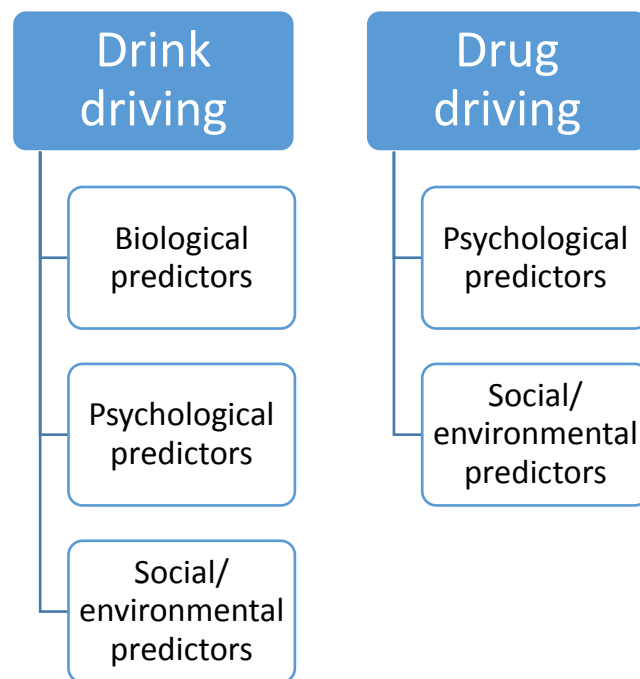 Drink
driving
Biological
predictors
Psychological
predictors
Social/
environmental
predictors
Drug
driving
Psychological
predictors
Social/
environmental
predictors